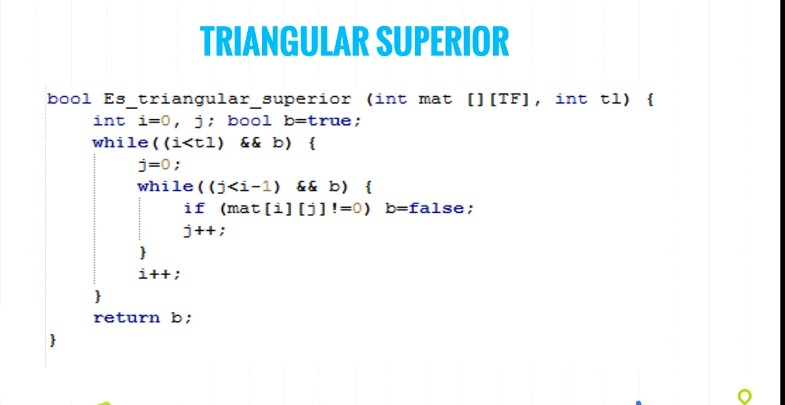 TRIANGULAR SUPERIOR
bool Es_triangular_superior (int mat [][TF], int tl) {
int i=0, j; bool b=true;
while((i<tl) && b) {
j=0;
while((j<i-1) && b) {
if (mat[i][j]!=0) b=false;
j++;
}
i++;
}
return b;
}